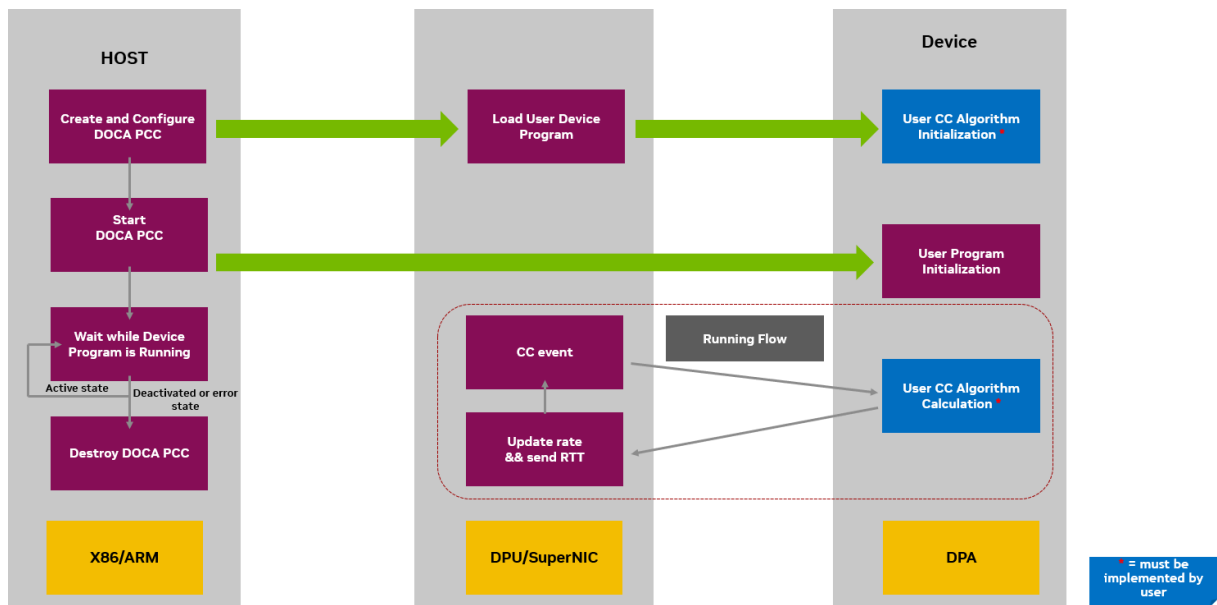 HOST
Device
Create and Configure
DOCA PCC
Load User Device
Program
User CC Algorithm
Initialization *
Start
DOCA PCC
User Program
Initialization
Wait while Device
Program is Running
CC event
Running Flow
User CC Algorithm
Calculation *
Active state
Deactivated or error
state
Destroy DOCA PCC
Update rate
&& send RTT
X86/ARM
DPU/SuperNIC
DPA
* = must be
implemented by
user